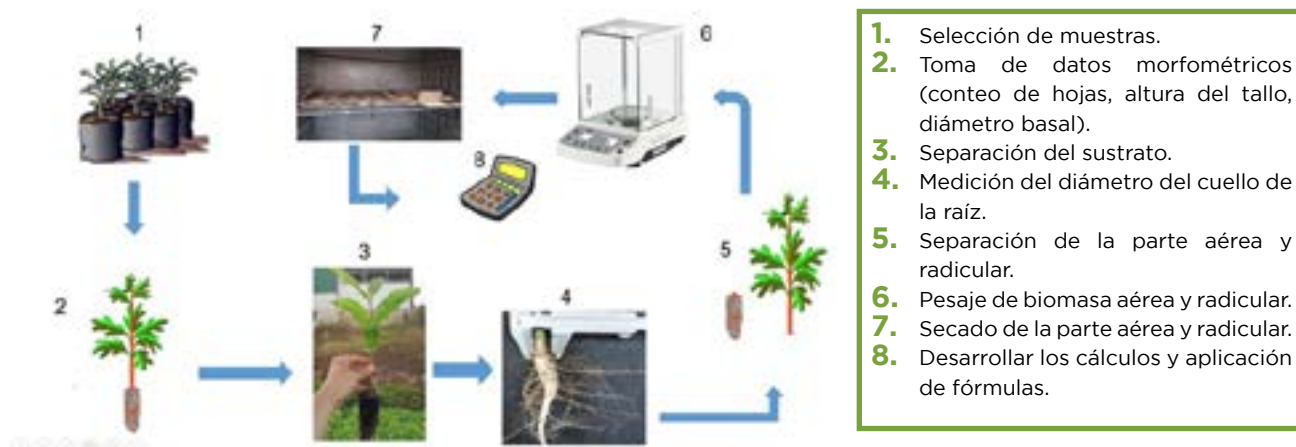 1
7
6
8
3
2
5
4
1. Selección de muestras.
2. Toma de datos morfométricos
(conteo de hojas, altura del tallo,
diámetro basal).
3. Separación del sustrato.
4. Medición del diámetro del cuello de
la raíz.
5. Separación de la parte aérea y
radicular.
6. Pesaje de biomasa aérea y radicular.
7. Secado de la parte aérea y radicular.
8. Desarrollar los cálculos y aplicación
de fórmulas.